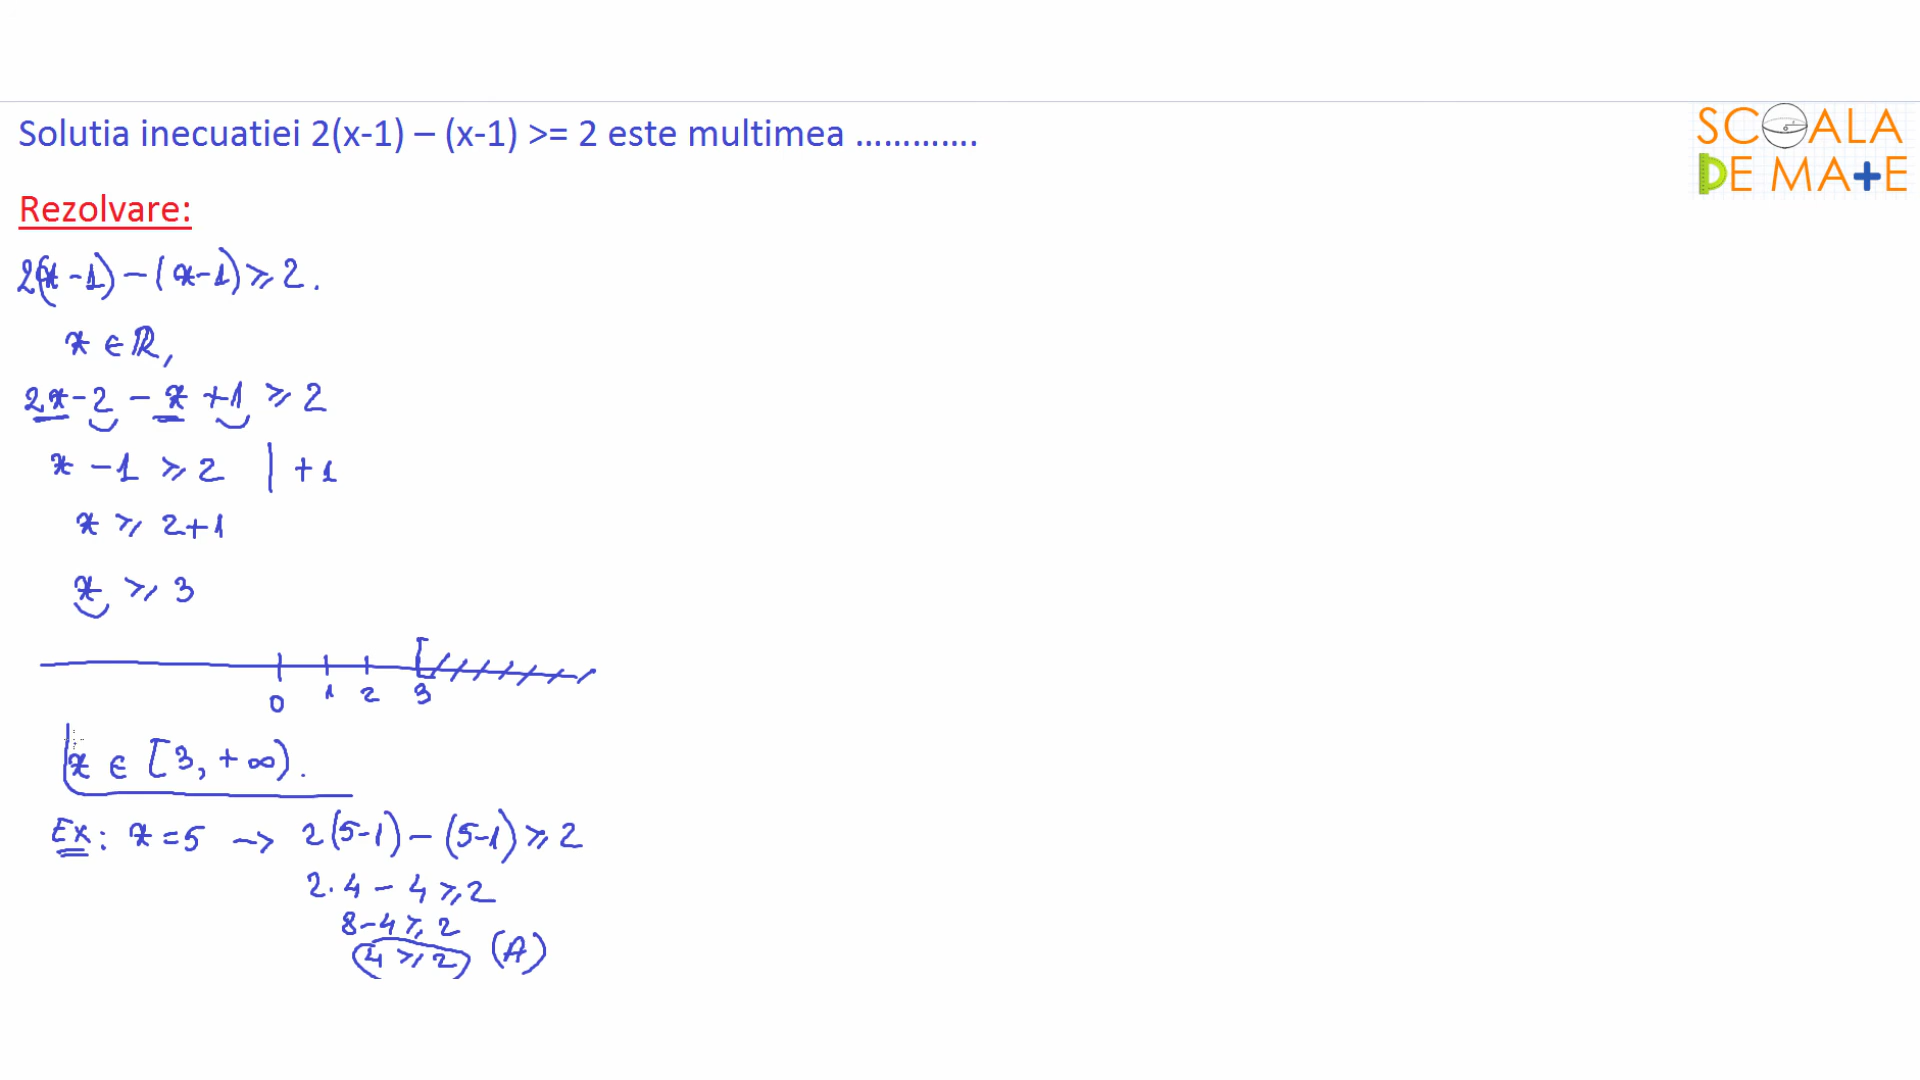 Solutia inecuatiei 2(x-1) – (x-1) >= 2 este multimea ………….
SCOALA
DE MATE
Rezolvare:
2(x-1)-(x-1)⩾2.
x∈ℝ,
2x-2-x+1⩾2
x-1⩾2 | +1
x⩾2+1
x⩾3
0 1 2 [3
x∈[3,+∞).
Ex: x=5 → 2(5-1)-(5-1)⩾2
2·4-4⩾2
8-4⩾2
4⩾2 (A)